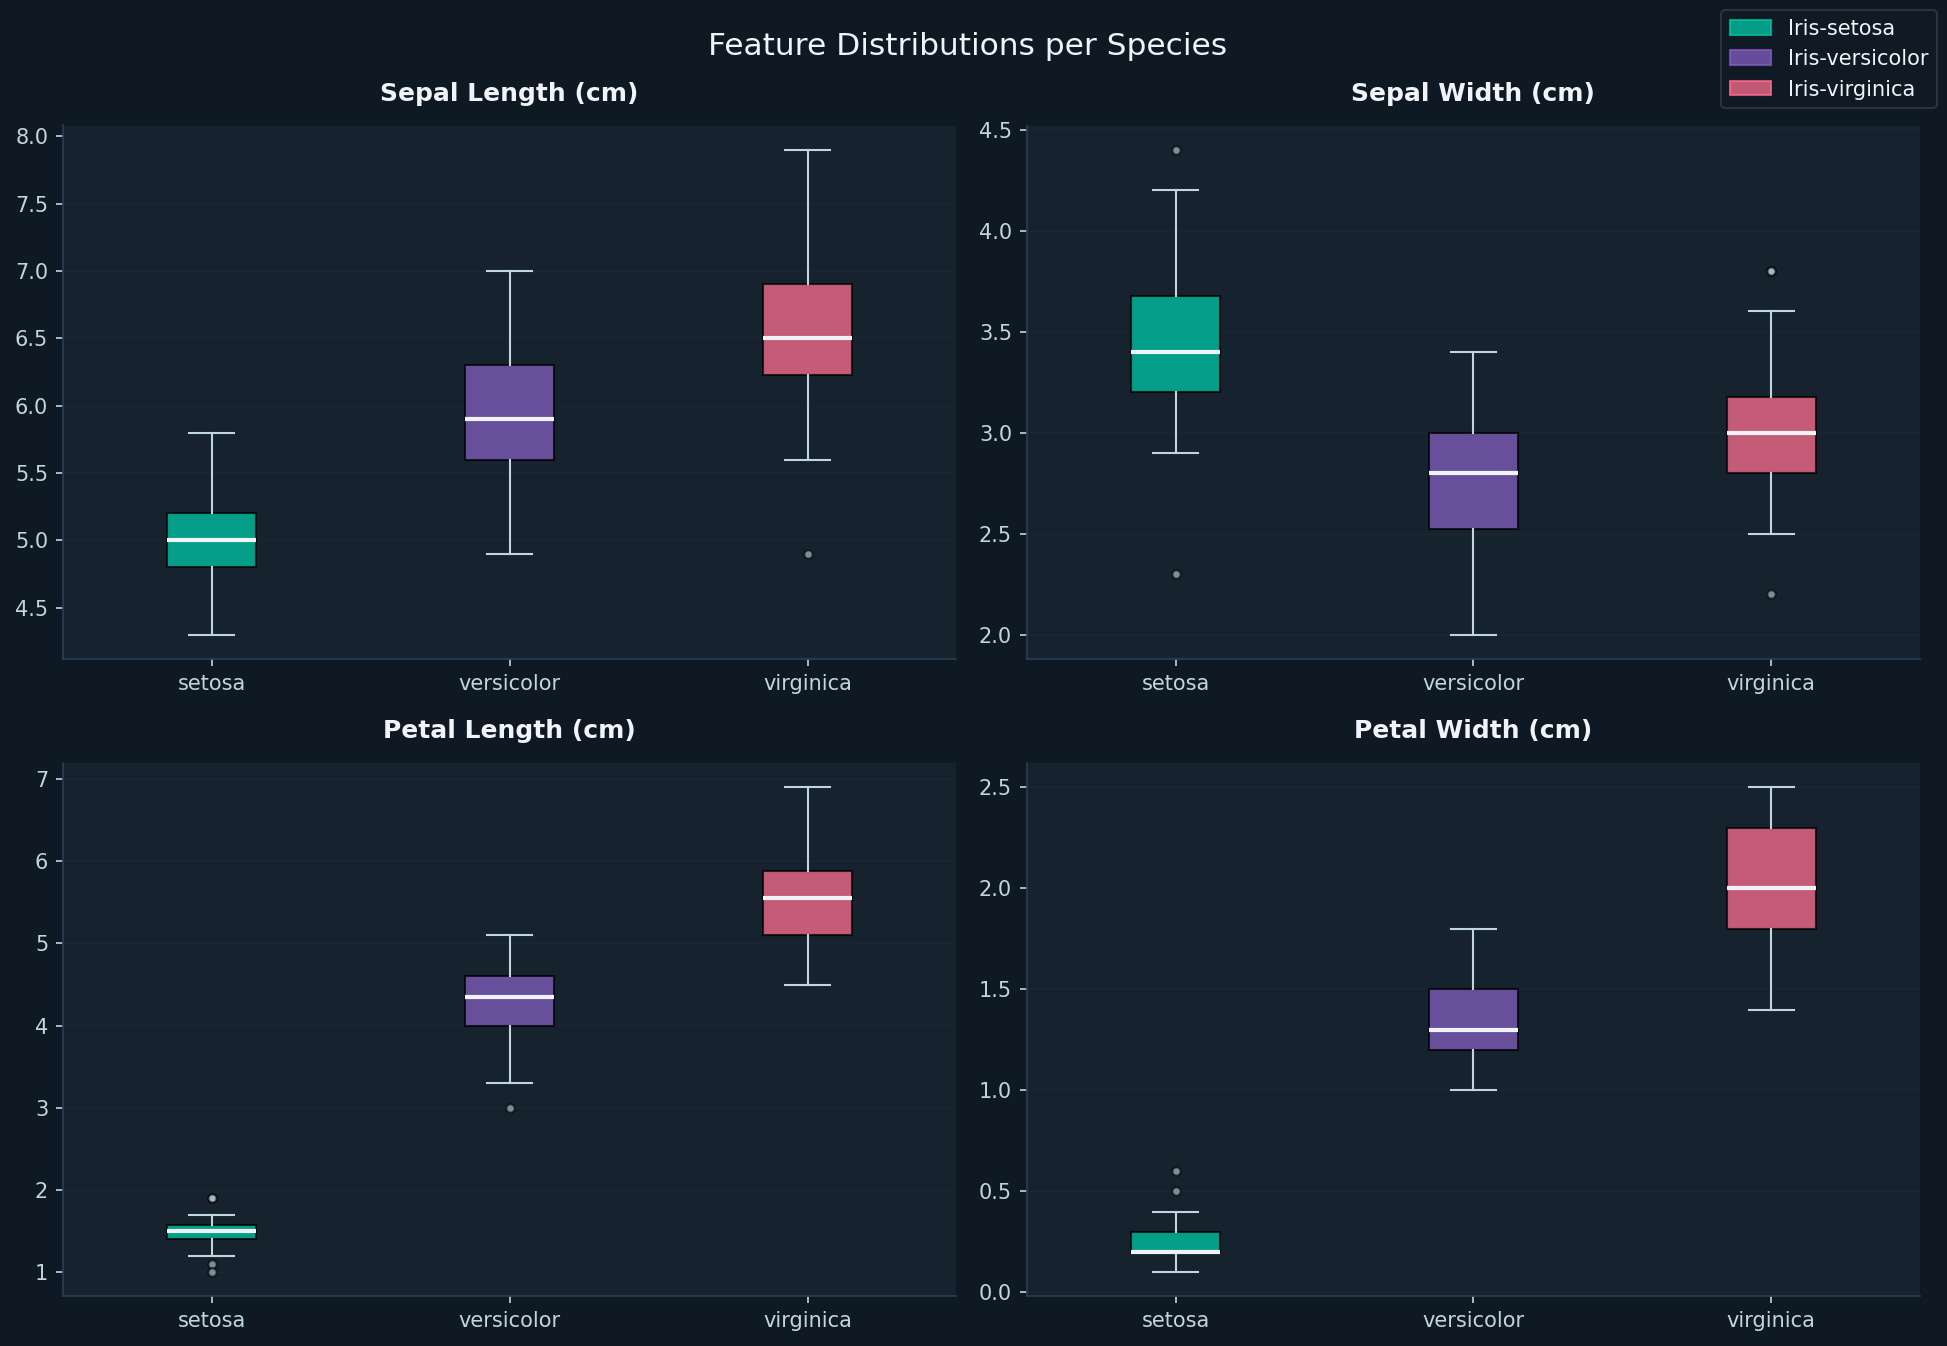 Feature Distributions per Species
Iris-setosa
Iris-versicolor
Iris-virginica
Sepal Length (cm)
8.0
7.5
7.0
6.5
6.0
5.5
5.0
4.5
setosa versicolor virginica
Sepal Width (cm)
4.5
4.0
3.5
3.0
2.5
2.0
setosa versicolor virginica
Petal Length (cm)
7
6
5
4
3
2
1
setosa versicolor virginica
Petal Width (cm)
2.5
2.0
1.5
1.0
0.5
0.0
setosa versicolor virginica